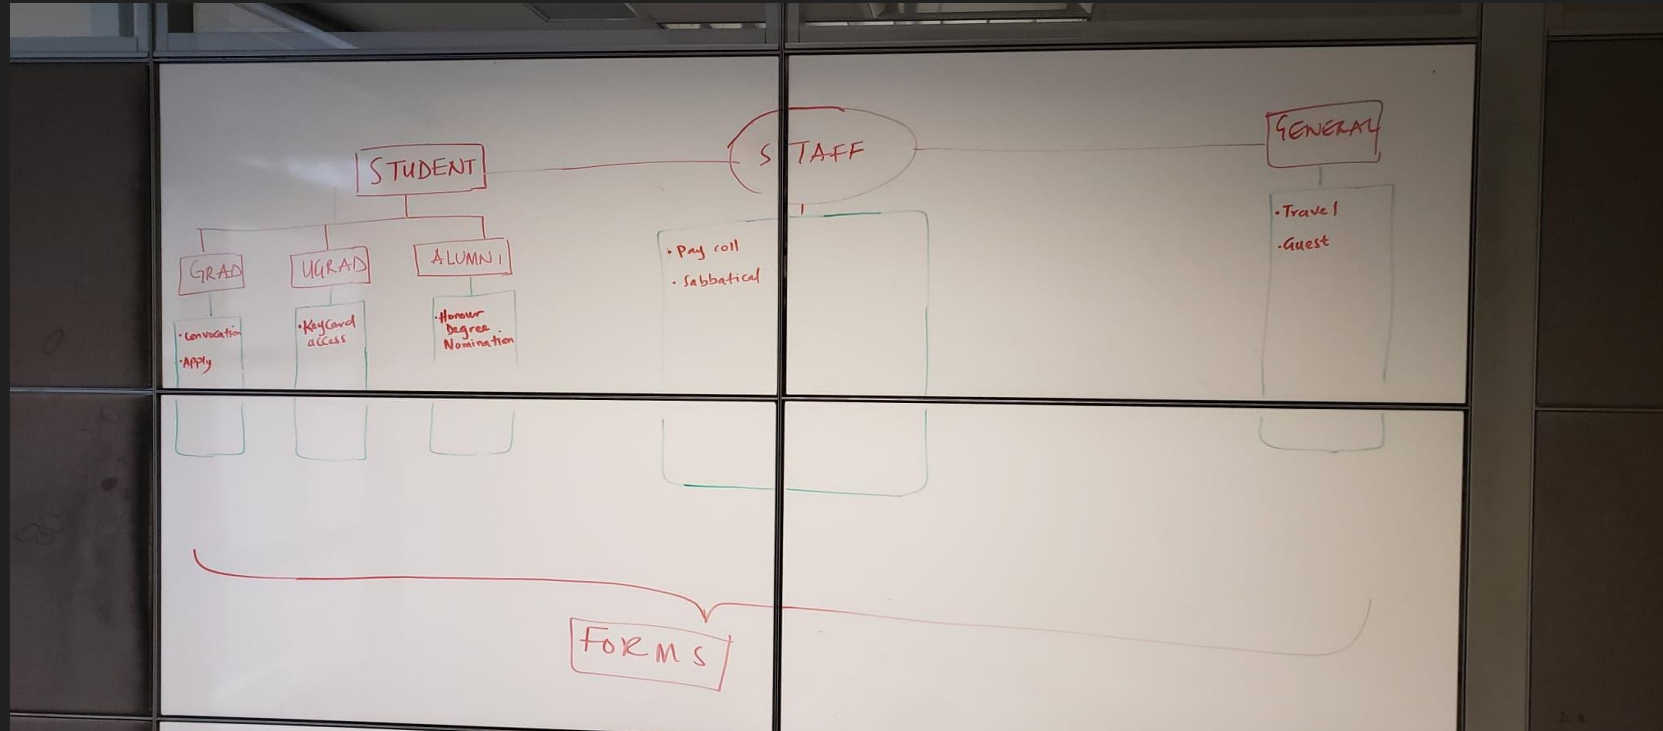 STAFF
GENERAL
STUDENT
GRAD
UGRAD
ALUMNI
• Convocation
• Apply
• Keycard
access
• Honour
Degree
Nomination
• Pay roll
• Sabbatical
• Travel
• Guest
FORMS